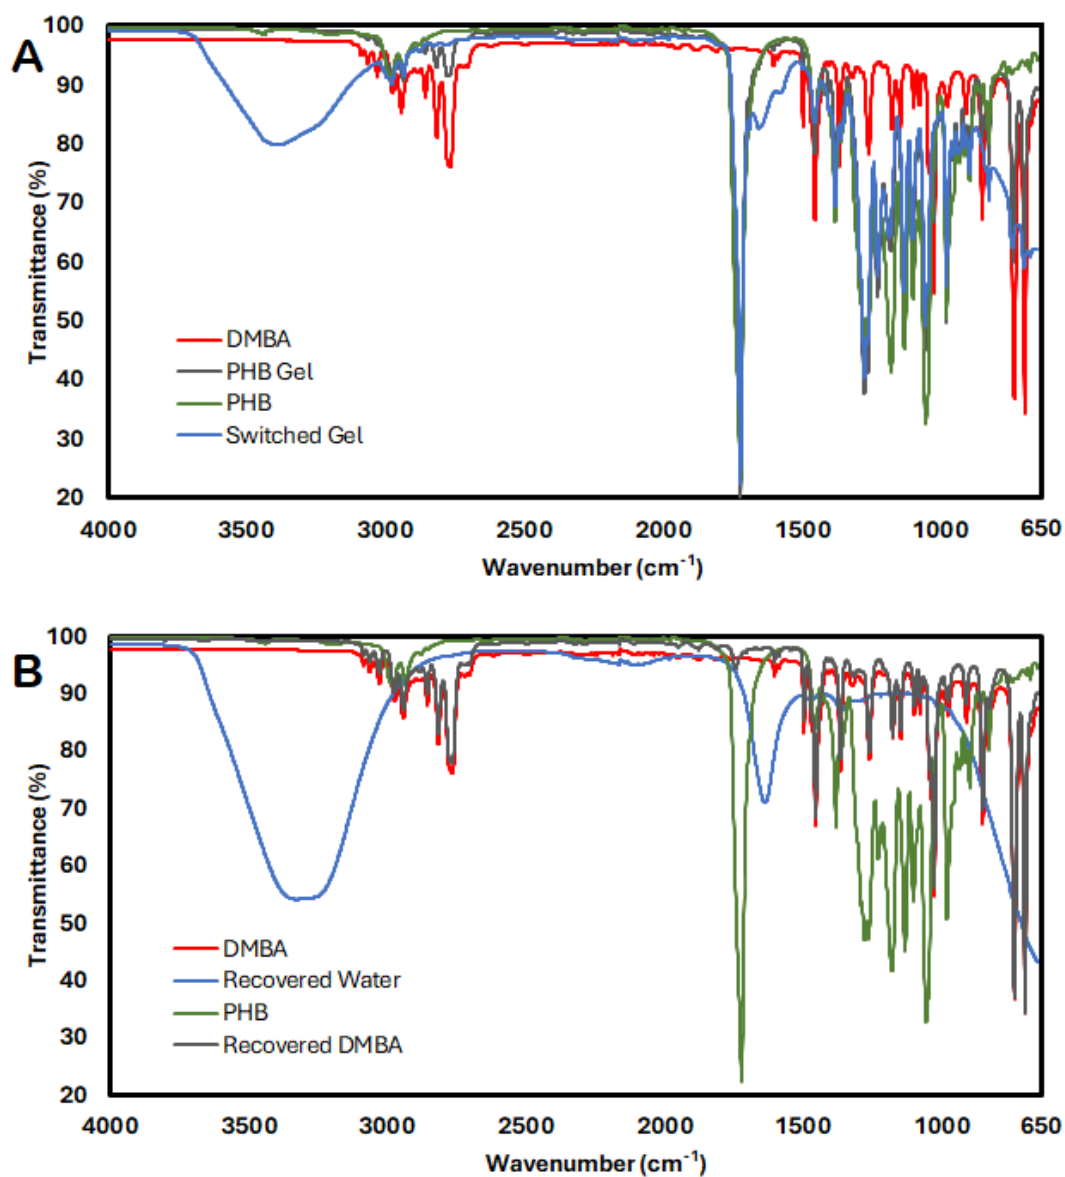 A
100
90
80
70
60
50
40
30
20
Transmittance (%)
DMBA
PHB Gel
PHB
Switched Gel
4000 3500 3000 2500 2000 1500 1000 650
Wavenumber (cm⁻¹)
B
100
90
80
70
60
50
40
30
20
Transmittance (%)
DMBA
Recovered Water
PHB
Recovered DMBA
4000 3500 3000 2500 2000 1500 1000 650
Wavenumber (cm⁻¹)